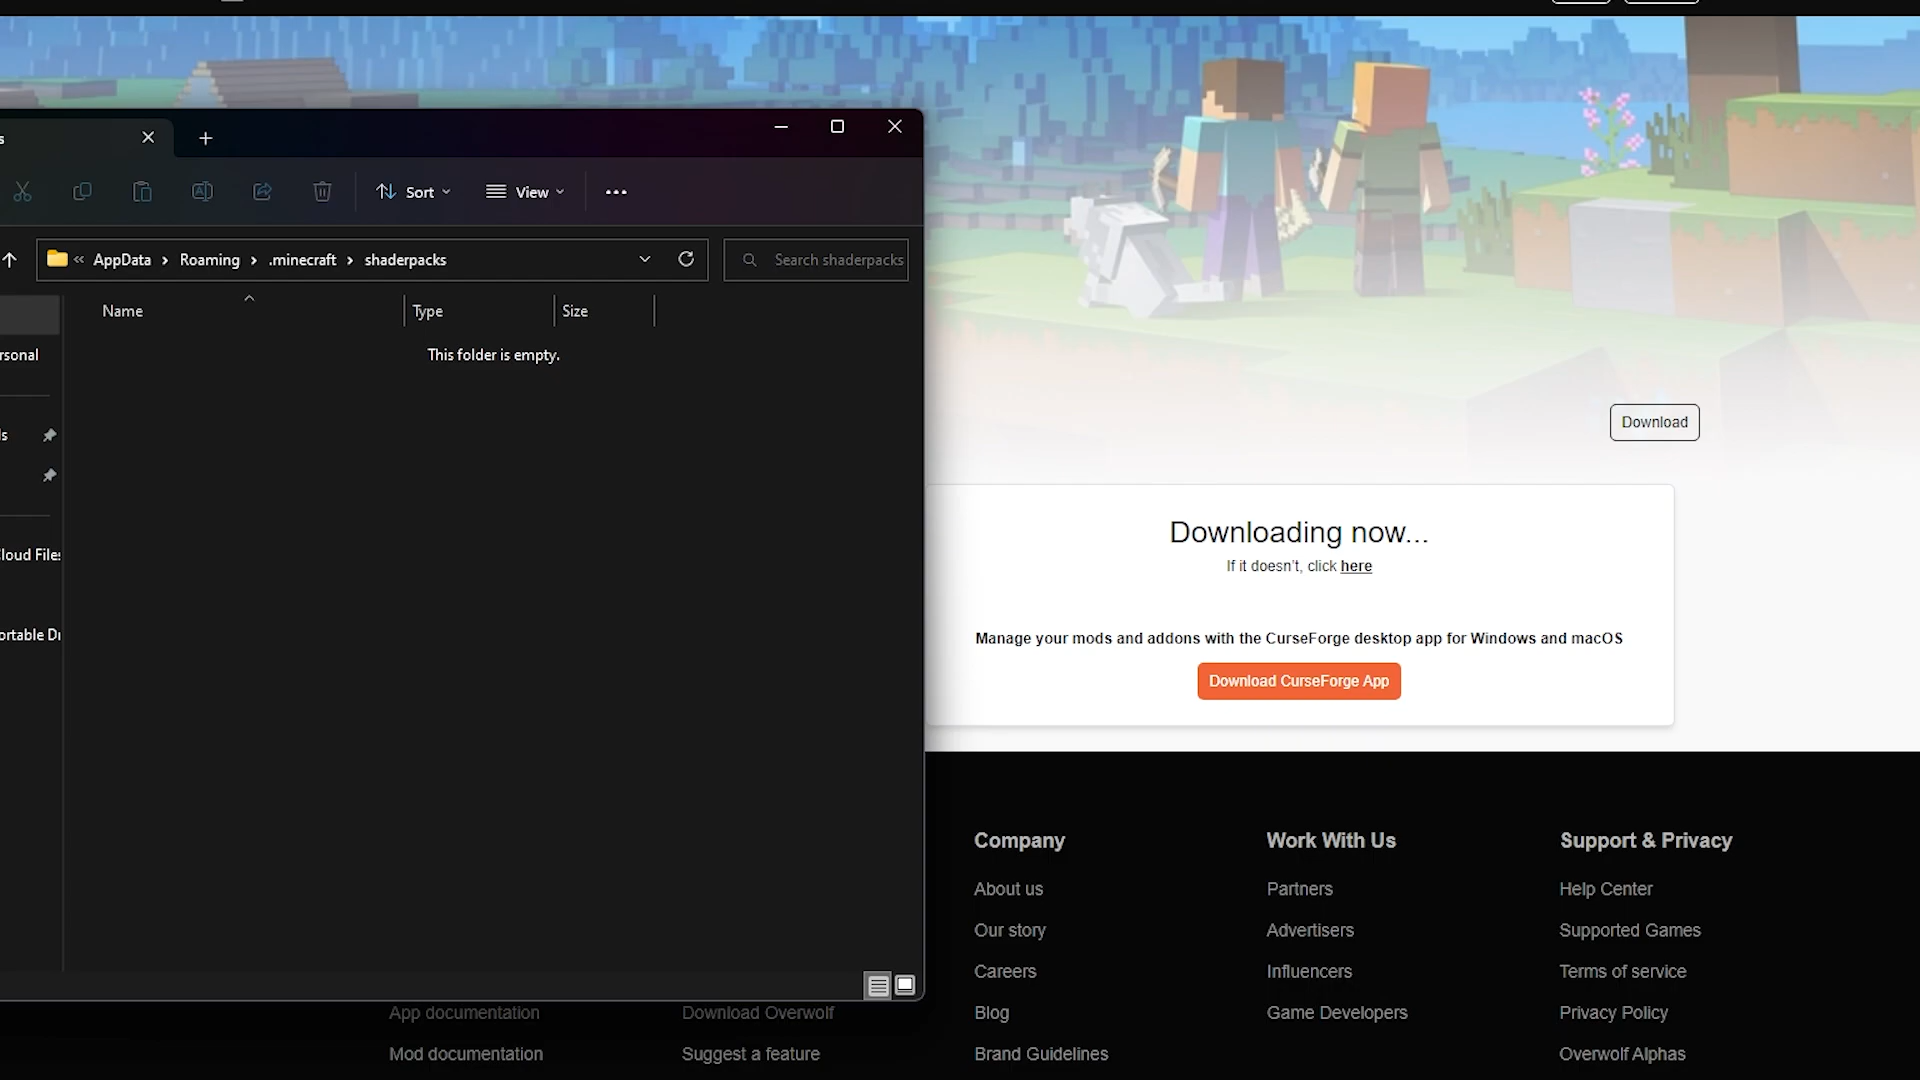 s
Sort
View
AppData
Roaming
.minecraft
shaderpacks
Search shaderpacks
Name
Type
Size
This folder is empty.
rsonal
ls
Cloud Files
ortable Dr
Download
Downloading now...
If it doesn't, click here
Manage your mods and addons with the CurseForge desktop app for Windows and macOS
Download CurseForge App
Company
Work With Us
Support & Privacy
About us
Partners
Help Center
Our story
Advertisers
Supported Games
Careers
Influencers
Terms of service
App documentation
Download Overwolf
Blog
Game Developers
Privacy Policy
Mod documentation
Suggest a feature
Brand Guidelines
Overwolf Alphas